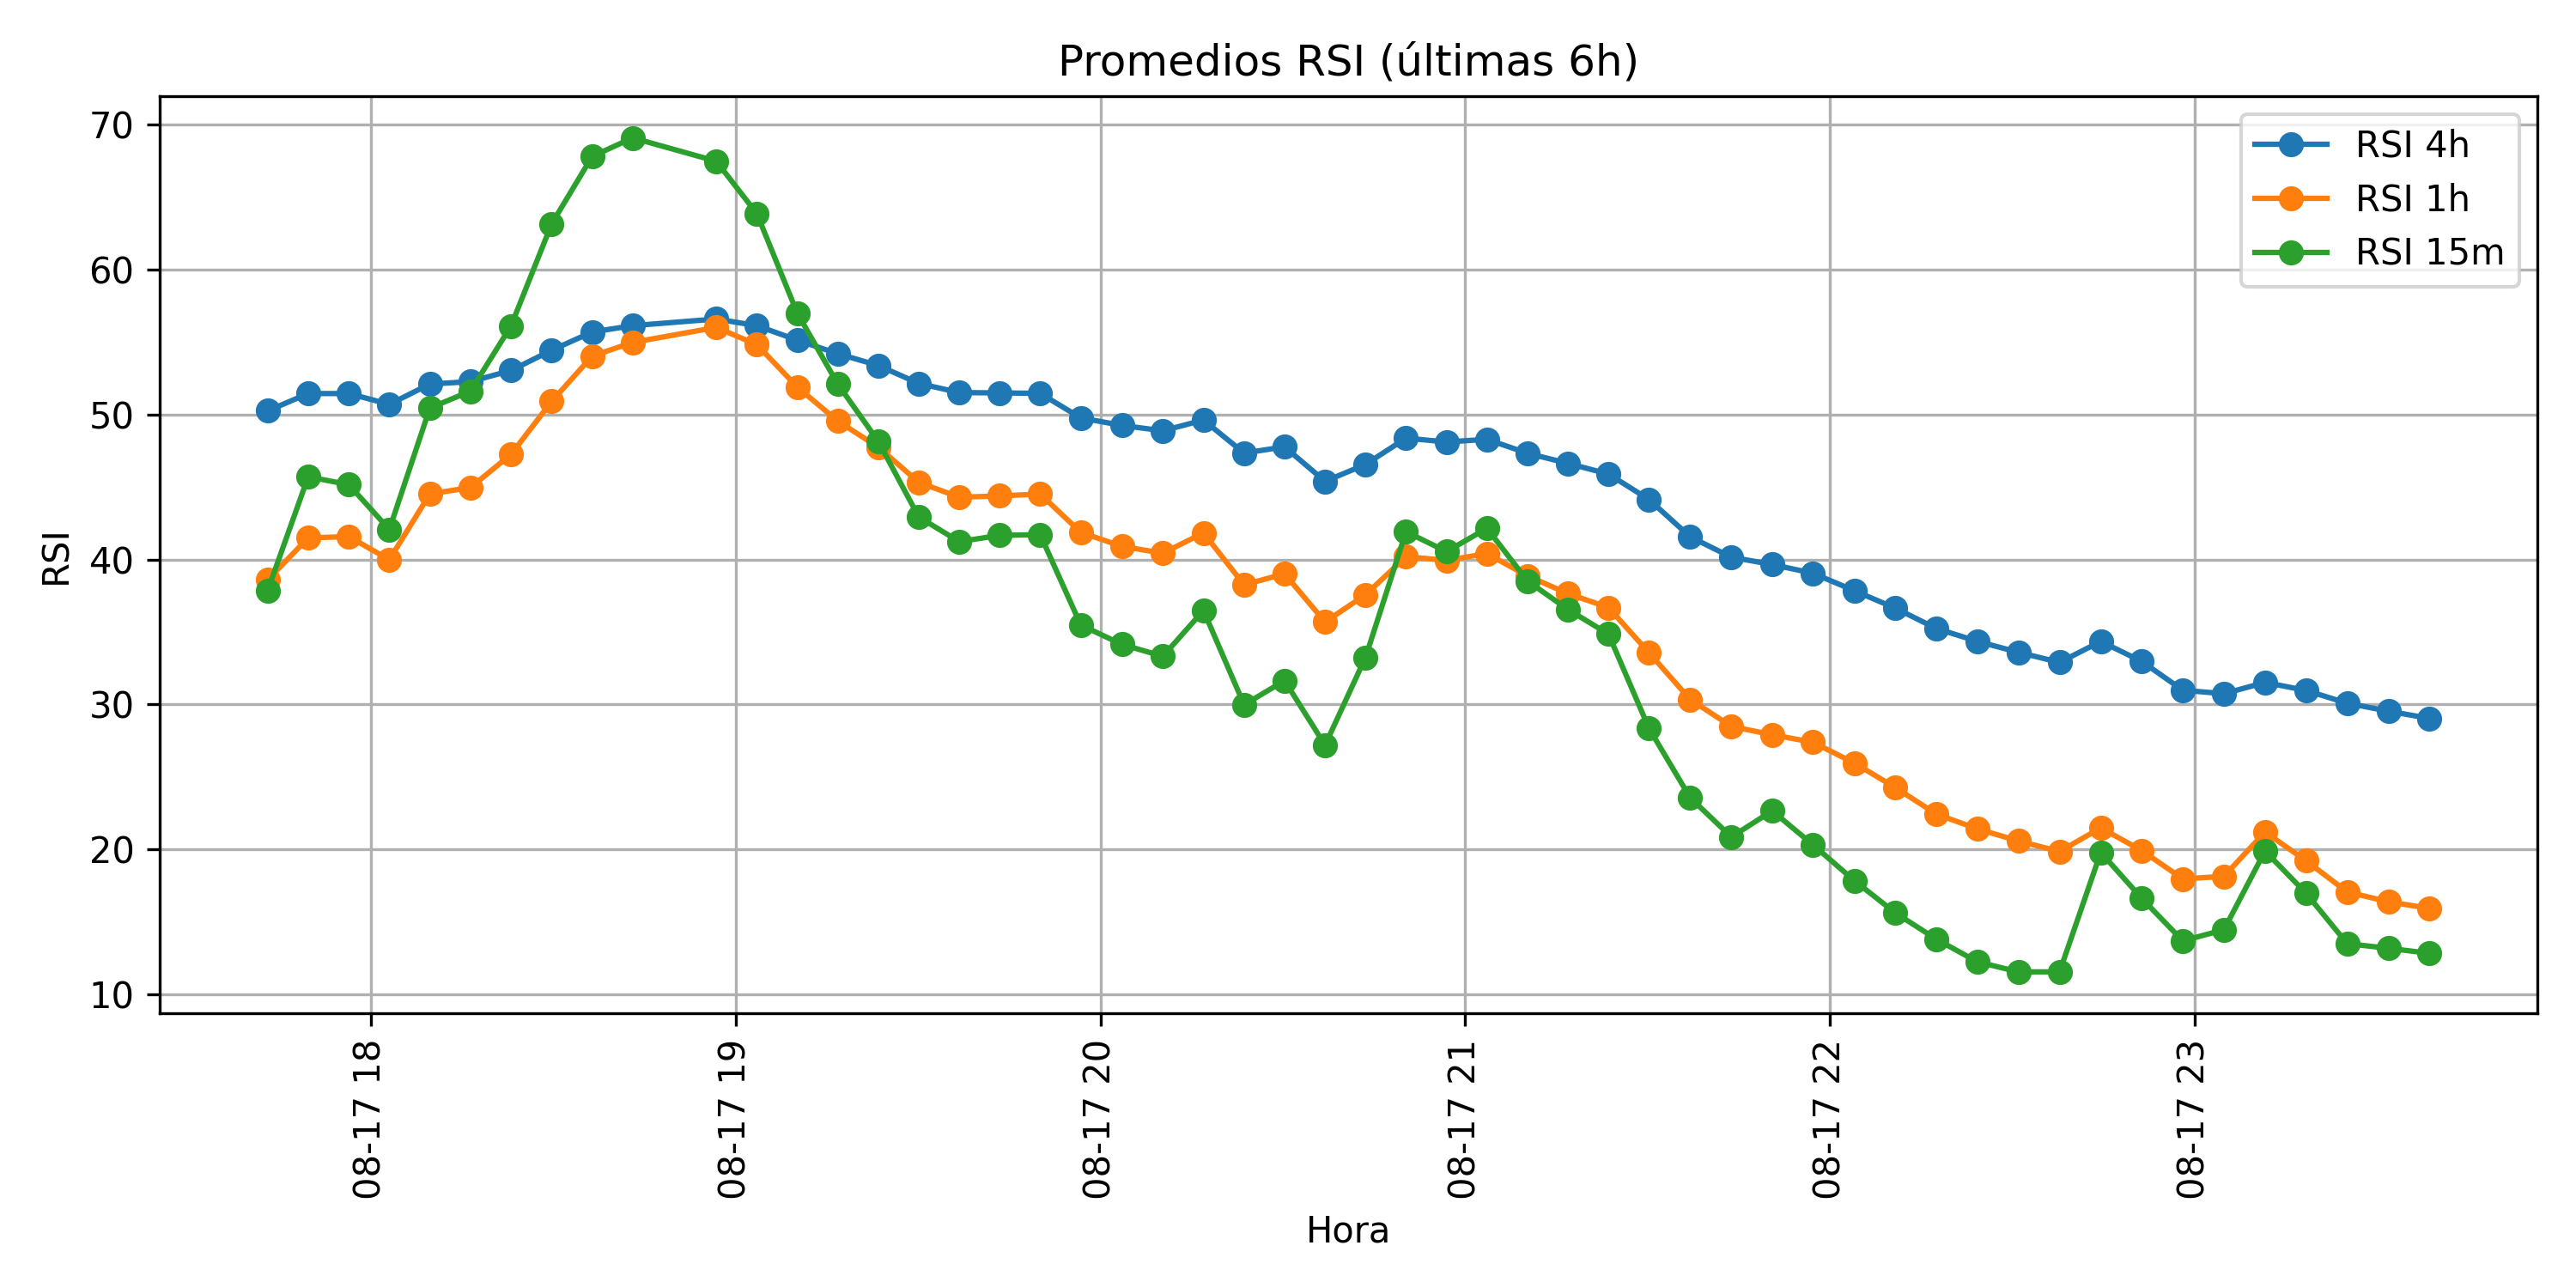 Promedios RSI (últimas 6h)
70
60
50
40
30
20
10
RSI
RSI 4h
RSI 1h
RSI 15m
08-17 18
08-17 19
08-17 20
08-17 21
08-17 22
08-17 23
Hora